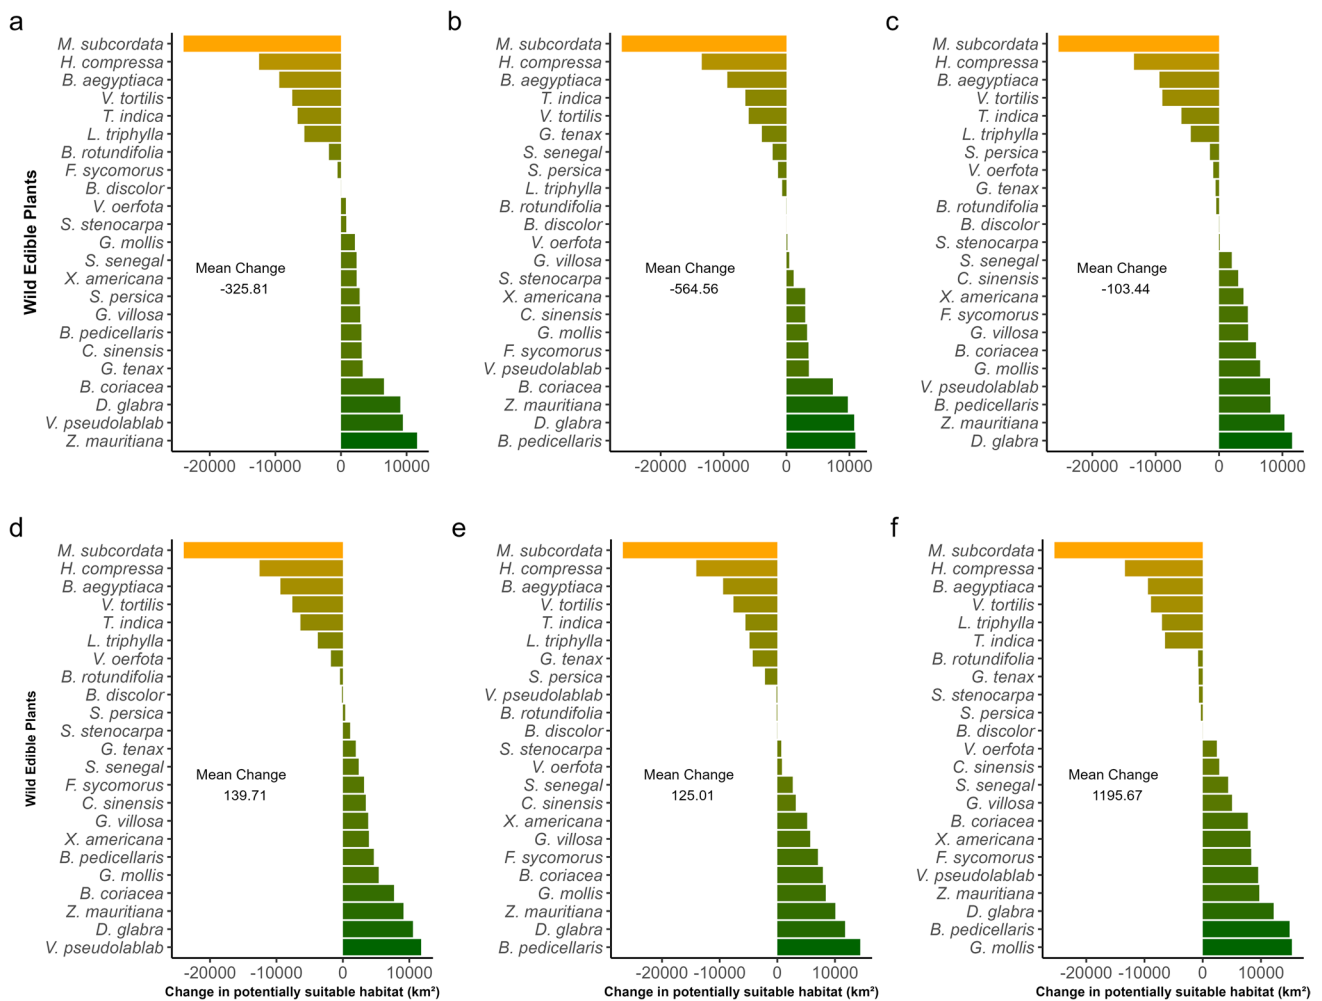 a
Wild Edible Plants
M. subcordata
H. compressa
B. aegyptiaca
V. tortilis
T. indica
L. triphylla
B. rotundifolia
F. sycomorus
B. discolor
V. oerfota
S. stenocarpa
G. mollis
S. senegal
X. americana
S. persica
G. villosa
B. pedicellaris
C. sinensis
G. tenax
B. coriacea
D. glabra
V. pseudolablab
Z. mauritiana
Mean Change
-325.81
-20000 -10000 0 10000
b
M. subcordata
H. compressa
B. aegyptiaca
T. indica
V. tortilis
G. tenax
S. senegal
S. persica
L. triphylla
B. rotundifolia
B. discolor
V. oerfota
G. villosa
S. stenocarpa
X. americana
C. sinensis
G. mollis
F. sycomorus
V. pseudolablab
B. coriacea
Z. mauritiana
D. glabra
B. pedicellaris
Mean Change
-564.56
-20000 -10000 0 10000
c
M. subcordata
H. compressa
B. aegyptiaca
V. tortilis
T. indica
L. triphylla
S. persica
V. oerfota
G. tenax
B. rotundifolia
B. discolor
S. stenocarpa
S. senegal
C. sinensis
X. americana
F. sycomorus
G. villosa
B. coriacea
G. mollis
V. pseudolablab
B. pedicellaris
Z. mauritiana
D. glabra
Mean Change
-103.44
-20000 -10000 0 10000
d
Wild Edible Plants
M. subcordata
H. compressa
B. aegyptiaca
V. tortilis
T. indica
L. triphylla
V. oerfota
B. rotundifolia
B. discolor
S. persica
S. stenocarpa
G. tenax
S. senegal
F. sycomorus
C. sinensis
G. villosa
X. americana
B. pedicellaris
G. mollis
B. coriacea
Z. mauritiana
D. glabra
V. pseudolablab
Mean Change
139.71
-20000 -10000 0 10000
Change in potentially suitable habitat (km²)
e
M. subcordata
H. compressa
B. aegyptiaca
V. tortilis
T. indica
L. triphylla
G. tenax
S. persica
V. pseudolablab
B. rotundifolia
B. discolor
S. stenocarpa
V. oerfota
S. senegal
C. sinensis
X. americana
G. villosa
F. sycomorus
B. coriacea
G. mollis
Z. mauritiana
D. glabra
B. pedicellaris
Mean Change
125.01
-20000 -10000 0 10000
Change in potentially suitable habitat (km²)
f
M. subcordata
H. compressa
B. aegyptiaca
V. tortilis
L. triphylla
T. indica
B. rotundifolia
G. tenax
S. stenocarpa
S. persica
B. discolor
V. oerfota
C. sinensis
S. senegal
G. villosa
B. coriacea
X. americana
F. sycomorus
V. pseudolablab
Z. mauritiana
D. glabra
B. pedicellaris
G. mollis
Mean Change
1195.67
-20000 -10000 0 10000
Change in potentially suitable habitat (km²)